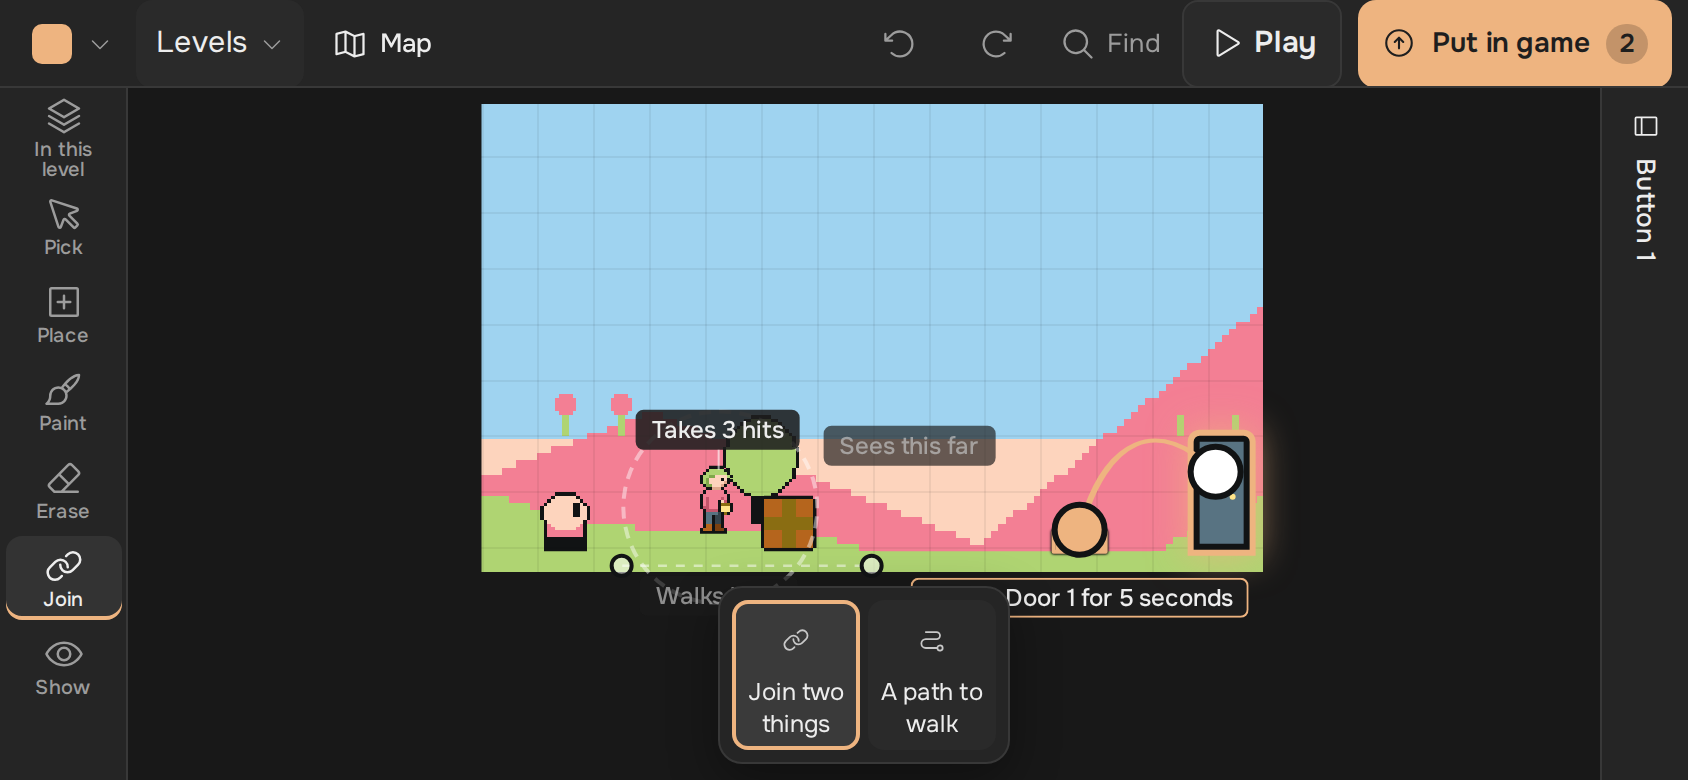 Levels
Map
Find
Play
Put in game
2
In this
level
Pick
Place
Paint
Erase
Join
Show
Takes 3 hits
Sees this far
Walks
Door 1 for 5 seconds
Join two
things
A path to
walk
Button 1